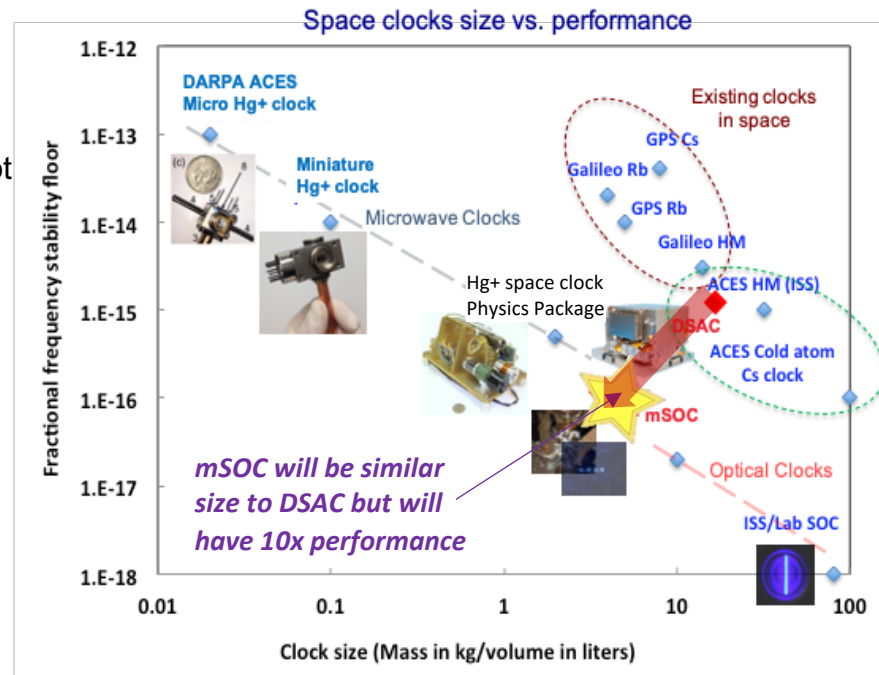 Space clocks size vs. performance
1.E-12
1.E-13
1.E-14
1.E-15
1.E-16
1.E-17
1.E-18
Fractional frequency stability floor
DARPA ACES
Micro Hg+ clock
(c)
8
Miniature
Hg+ clock
Microwave Clocks
Existing clocks
in space
GPS Cs
Galileo Rb
GPS Rb
Galileo HM
Hg+ space clock
Physics Package
ACES HM (ISS)
DSAC
ACES Cold atom
Cs clock
mSOC
mSOC will be similar
size to DSAC but will
have 10x performance
Optical Clocks
ISS/Lab SOC
0.01
0.1
1
10
100
Clock size (Mass in kg/volume in liters)